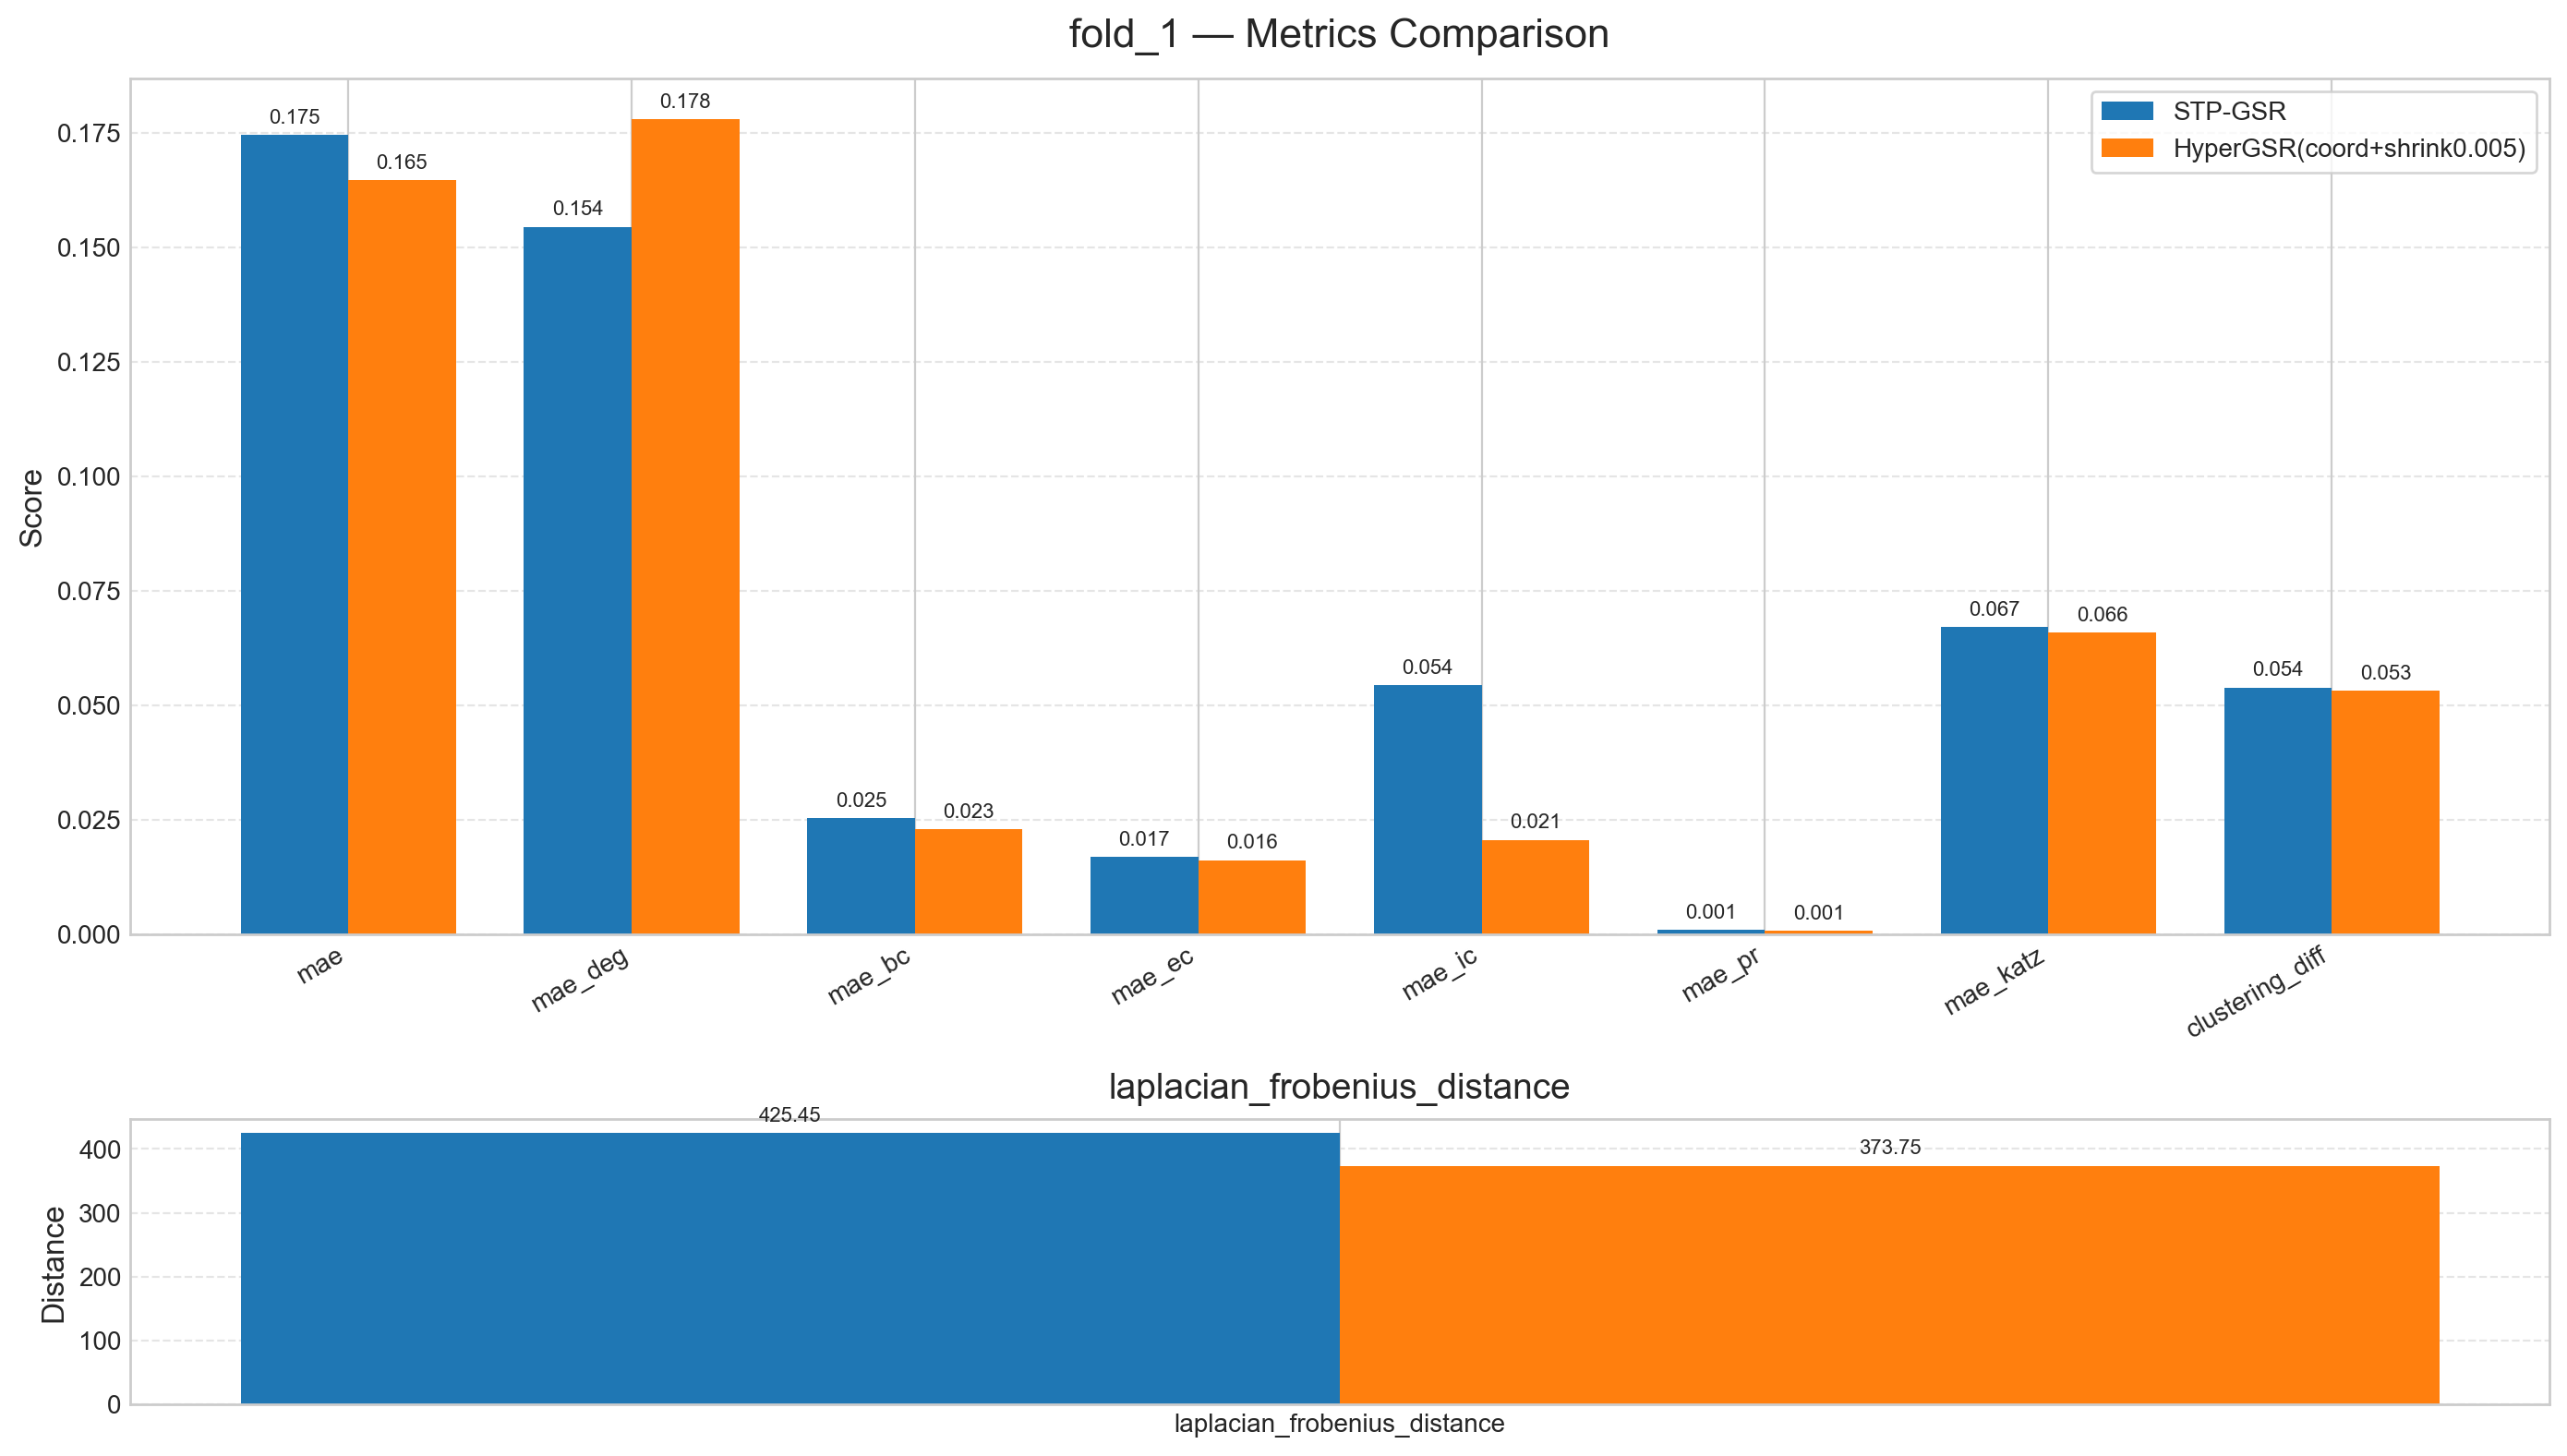 fold_1 — Metrics Comparison
STP-GSR
HyperGSR(coord+shrink0.005)
Score
0.175
0.150
0.125
0.100
0.075
0.050
0.025
0.000
0.175
0.165
0.154
0.178
0.025
0.023
0.017
0.016
0.054
0.021
0.001
0.001
0.067
0.066
0.054
0.053
mae
mae_deg
mae_bc
mae_ec
mae_ic
mae_pr
mae_katz
clustering_diff
laplacian_frobenius_distance
Distance
400
300
200
100
0
425.45
373.75
laplacian_frobenius_distance